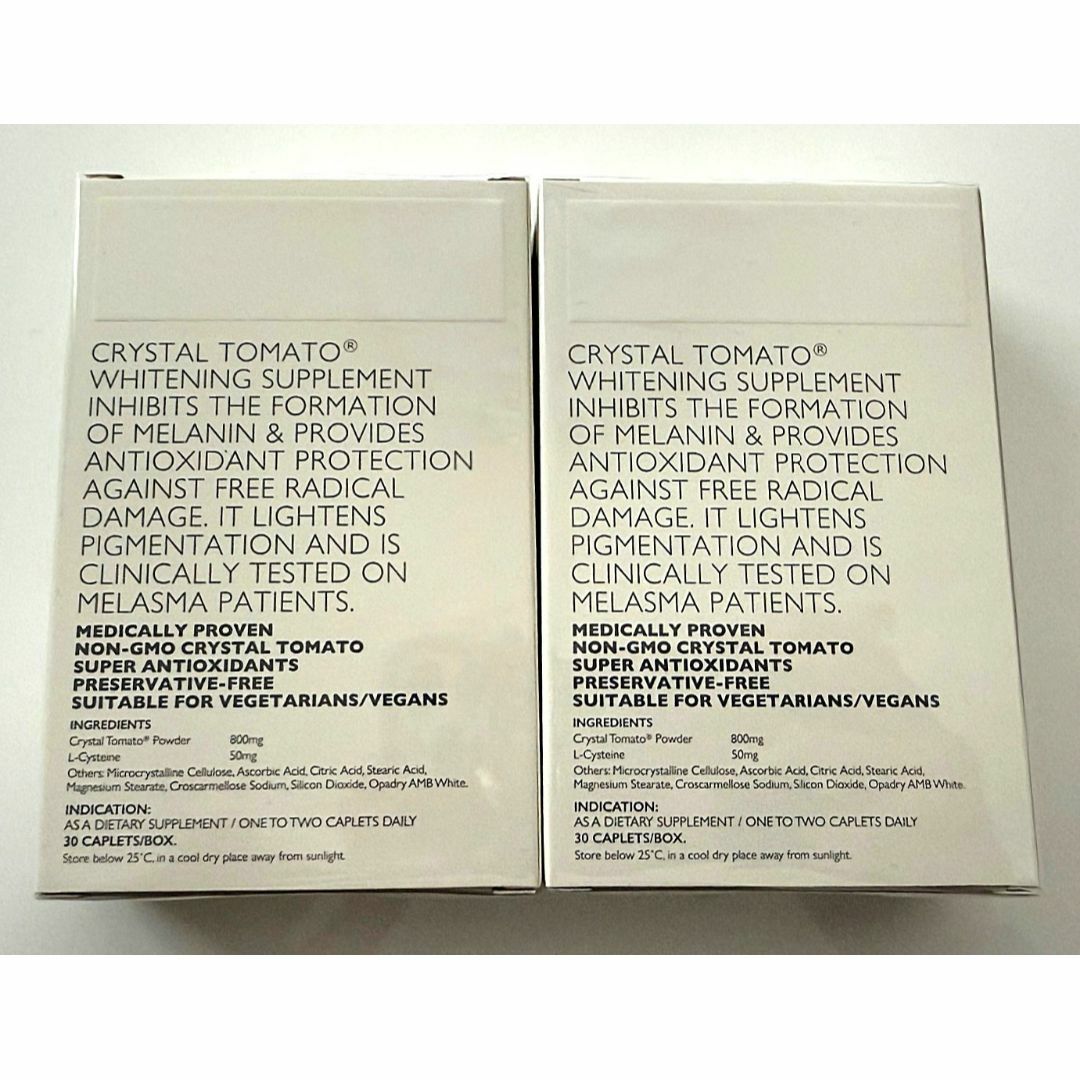 CRYSTAL TOMATO®
WHITENING SUPPLEMENT
INHIBITS THE FORMATION
OF MELANIN & PROVIDES
ANTIOXIDANT PROTECTION
AGAINST FREE RADICAL
DAMAGE. IT LIGHTENS
PIGMENTATION AND IS
CLINICALLY TESTED ON
MELASMA PATIENTS.
MEDICALLY PROVEN
NON-GMO CRYSTAL TOMATO
SUPER ANTIOXIDANTS
PRESERVATIVE-FREE
SUITABLE FOR VEGETARIANS/VEGANS
INGREDIENTS
Crystal Tomato® Powder 800mg
L-Cysteine 50mg
Others: Microcrystalline Cellulose, Ascorbic Acid, Citric Acid, Stearic Acid,
Magnesium Stearate, Croscarmellose Sodium, Silicon Dioxide, Opadry AMB White.
INDICATION:
AS A DIETARY SUPPLEMENT / ONE TO TWO CAPLETS DAILY
30 CAPLETS/BOX.
Store below 25°C, in a cool dry place away from sunlight.
CRYSTAL TOMATO®
WHITENING SUPPLEMENT
INHIBITS THE FORMATION
OF MELANIN & PROVIDES
ANTIOXIDANT PROTECTION
AGAINST FREE RADICAL
DAMAGE. IT LIGHTENS
PIGMENTATION AND IS
CLINICALLY TESTED ON
MELASMA PATIENTS.
MEDICALLY PROVEN
NON-GMO CRYSTAL TOMATO
SUPER ANTIOXIDANTS
PRESERVATIVE-FREE
SUITABLE FOR VEGETARIANS/VEGANS
INGREDIENTS
Crystal Tomato® Powder 800mg
L-Cysteine 50mg
Others: Microcrystalline Cellulose, Ascorbic Acid, Citric Acid, Stearic Acid,
Magnesium Stearate, Croscarmellose Sodium, Silicon Dioxide, Opadry AMB White.
INDICATION:
AS A DIETARY SUPPLEMENT / ONE TO TWO CAPLETS DAILY
30 CAPLETS/BOX.
Store below 25°C, in a cool dry place away from sunlight.